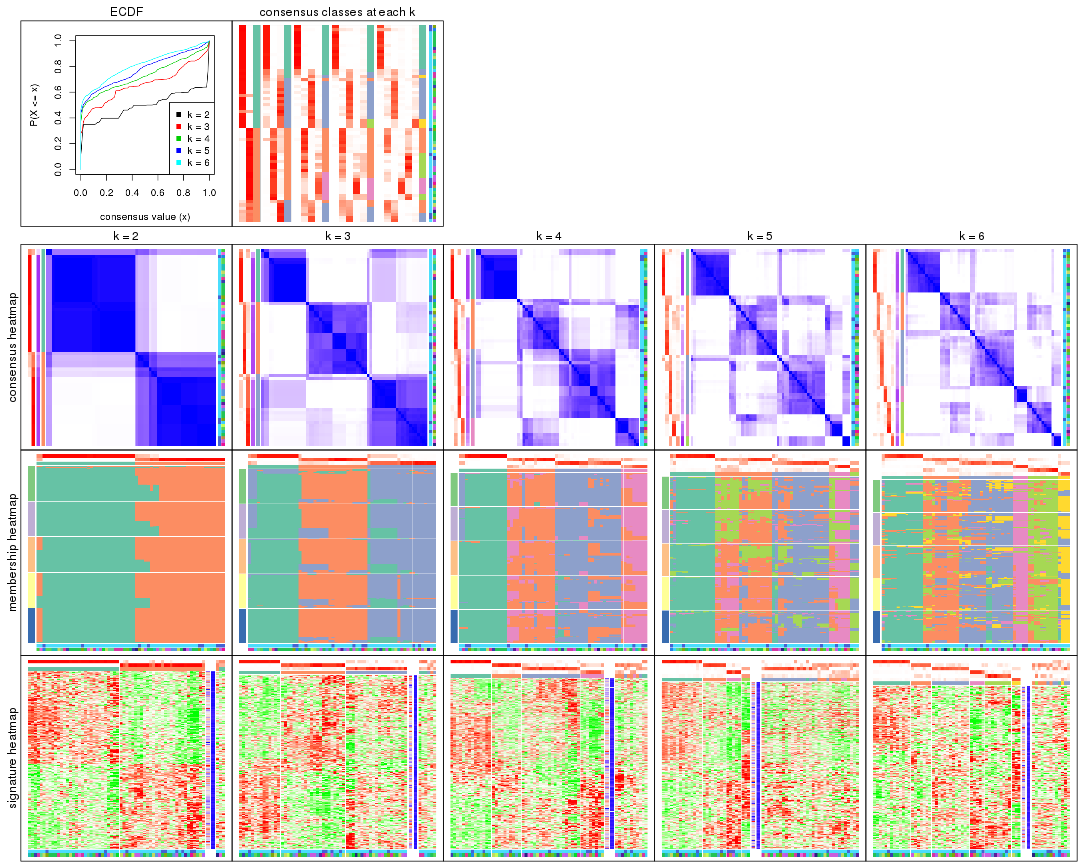 ECDF
consensus classes at each k
P(X <= x)
0.0 0.2 0.4 0.6 0.8 1.0
k = 2
k = 3
k = 4
k = 5
k = 6
0.0 0.2 0.4 0.6 0.8 1.0
consensus value (x)
k = 2 k = 3 k = 4 k = 5 k = 6
consensus heatmap
membership heatmap
signature heatmap